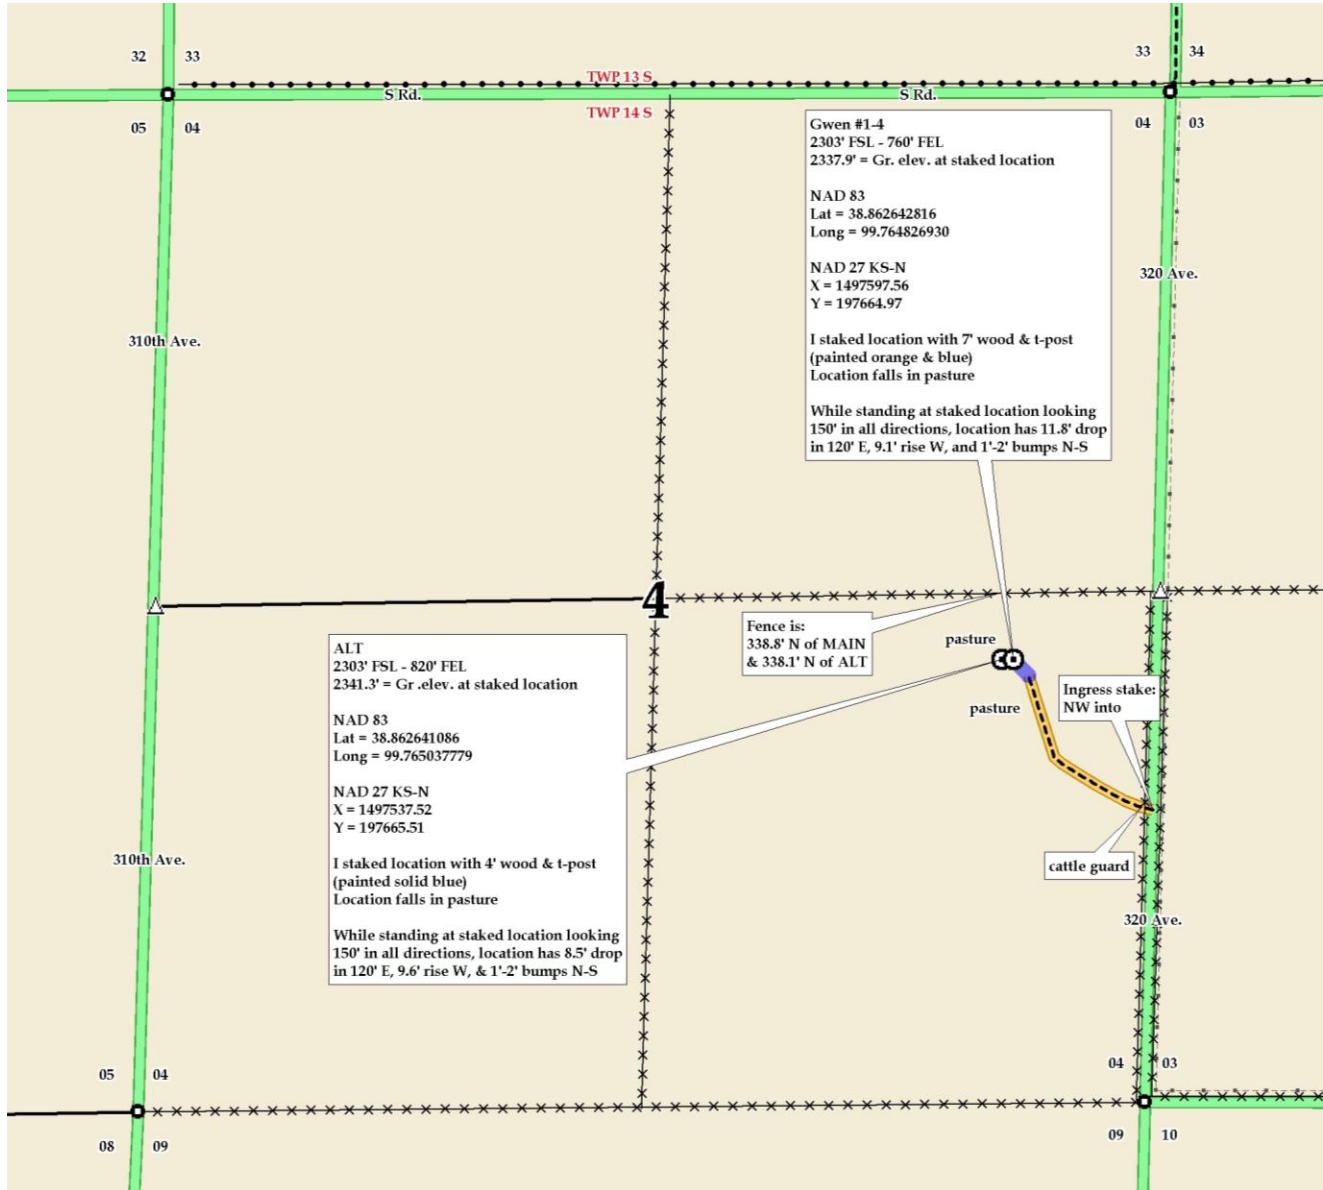 32 33
33 34
TWP 13 S
S Rd.
S Rd.
TWP 14 S
05 04
04 03
Gwen #1-4
2303' FSL - 760' FEL
2337.9' = Gr. elev. at staked location
NAD 83
Lat = 38.862642816
Long = 99.764826930
NAD 27 KS-N
X = 1497597.56
Y = 197664.97
I staked location with 7' wood & t-post
(painted orange & blue)
Location falls in pasture
While standing at staked location looking
150' in all directions, location has 11.8' drop
in 120' E, 9.1' rise W, and 1'-2' bumps N-S
320 Ave.
310th Ave.
4
Fence is:
338.8' N of MAIN
& 338.1' N of ALT
pasture
pasture
Ingress stake:
NW into
ALT
2303' FSL - 820' FEL
2341.3' = Gr .elev. at staked location
NAD 83
Lat = 38.862641086
Long = 99.765037779
NAD 27 KS-N
X = 1497537.52
Y = 197665.51
I staked location with 4' wood & t-post
(painted solid blue)
Location falls in pasture
While standing at staked location looking
150' in all directions, location has 8.5' drop
in 120' E, 9.6' rise W, & 1'-2' bumps N-S
310th Ave.
cattle guard
320 Ave.
05 04
04 03
08 09
09 10